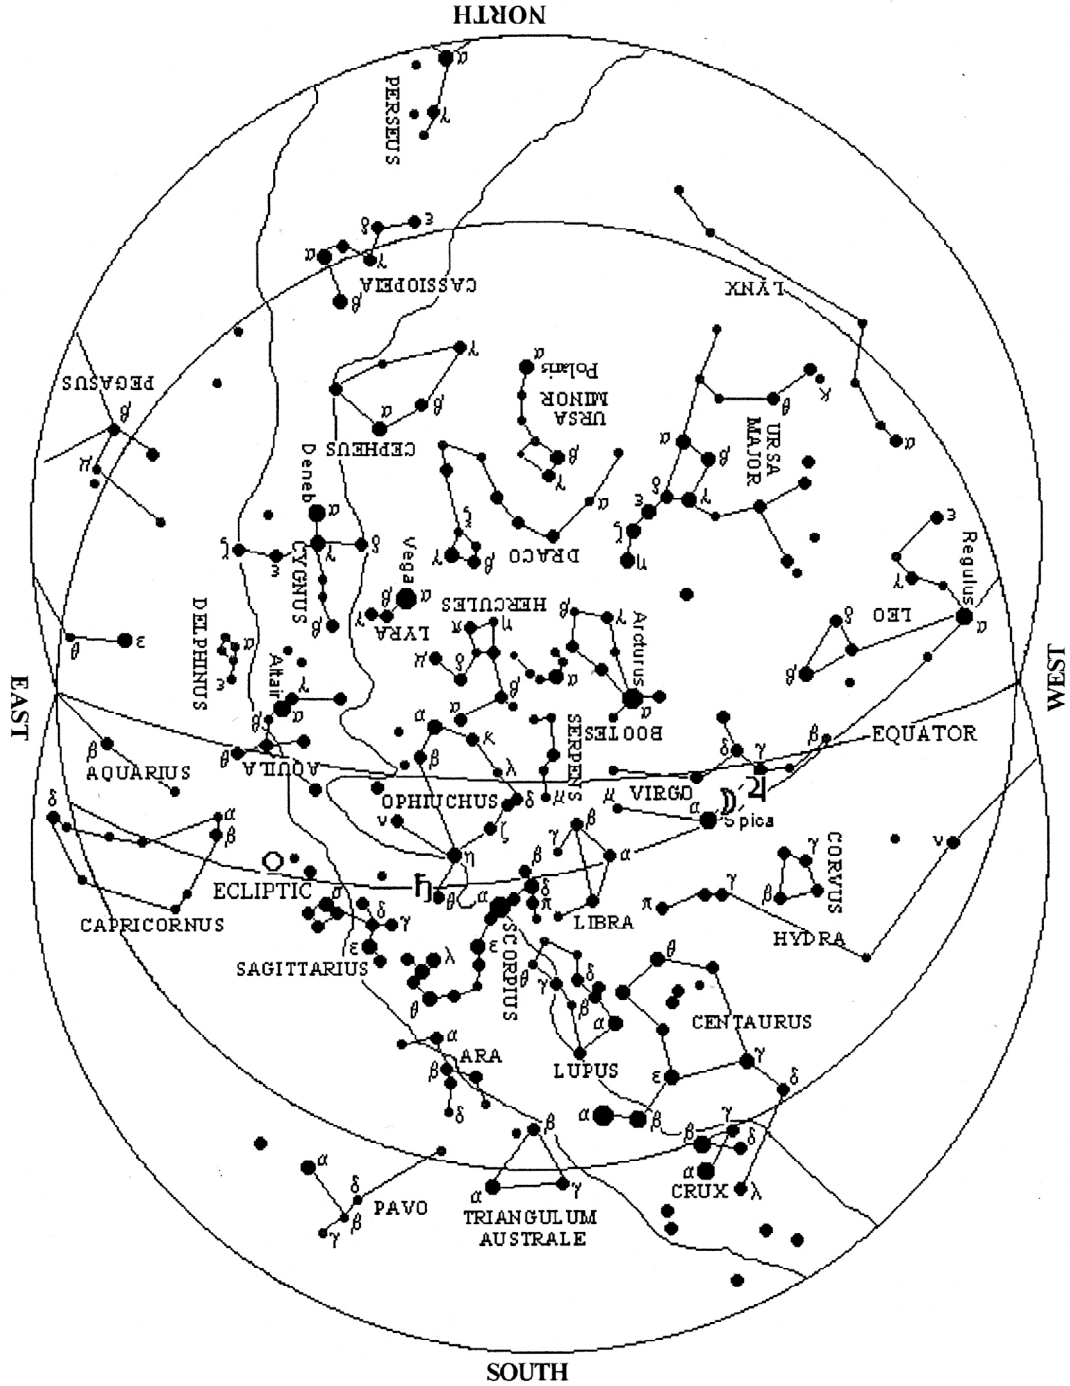 NORTH
α
PERSEUS
γ
δ
ε
α
γ
CASSIOPEIA
β
LYNX
PEGASUS
β
μ
γ
α
β
CEPHEUS
α
Polaris
URSA
MINOR
β
γ
κ
θ
URSA
MAJOR
α
β
δ
γ
ε
ζ
η
α
Deneb
α
ζ
ε
γ
δ
CYGNUS
β
ξ
γ
β
DRACO
α
Vega
α
β
γ
LYRA
HERCULES
π
η
μ
δ
β
α
β
γ
Arcturus
α
BOOTES
α
ε
γ
Regulus
α
LEO
δ
β
θ
ε
DELPHINUS
α
ε
Altair
γ
α
β
θ
AQUILA
EAST
WEST
β
AQUARIUS
α
β
κ
λ
OPHIUCHUS
δ
ν
ζ
η
θ
SERPENS
μ
EQUATOR
β
γ
δ
VIRGO
μ
Spica
δ
α
β
CAPRICORNUS
ECLIPTIC
♄
☽
♃
γ
β
α
LIBRA
β
δ
π
α
SCORPIUS
ε
λ
θ
σ
δ
γ
ε
SAGITTARIUS
CORVUS
γ
β
ν
π
γ
HYDRA
θ
γ
δ
β
α
LUPUS
θ
CENTAURUS
ε
γ
δ
α
β
λ
α
ARA
β
δ
γ
β
δ
α
CRUX
β
α
γ
TRIANGULUM
AUSTRALE
α
δ
β
γ
PAVO
SOUTH